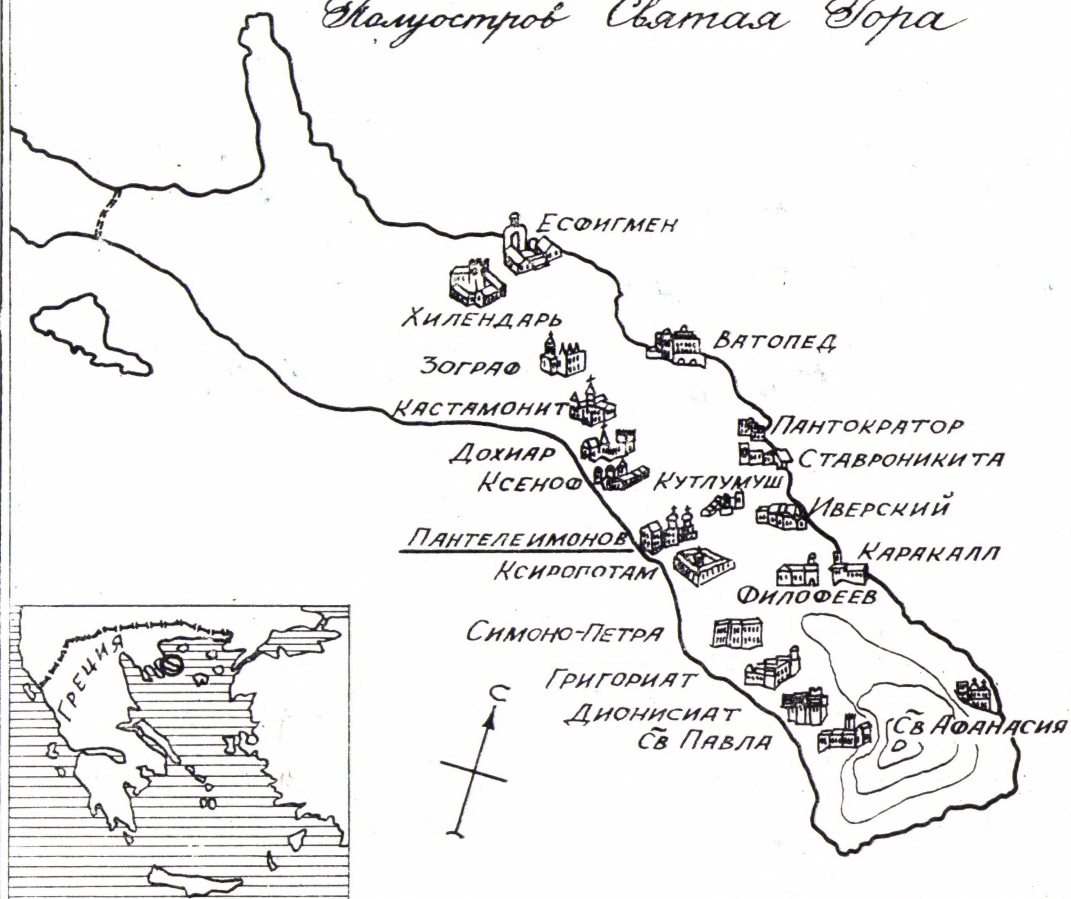 Полуостров Святая Гора
ЕСФИГМЕН
ХИЛЕНДАРЬ
ВАТОПЕД
ЗОГРАФ
КАСТАМОНИТ
ПАНТОКРАТОР
ДОХИАР
СТАВРОНИКИТА
КСЕНОФ
КУТЛУМУШ
ИВЕРСКИЙ
ПАНТЕЛЕИМОНОВ
КАРАКАЛЛ
КСИРОПОТАМ
ФИЛОФЕЕВ
СИМОНО-ПЕТРА
ГРЕЦИЯ
ГРИГОРИАТ
С
ДИОНИСИАТ
СВ АФАНАСИЯ
СВ ПАВЛА